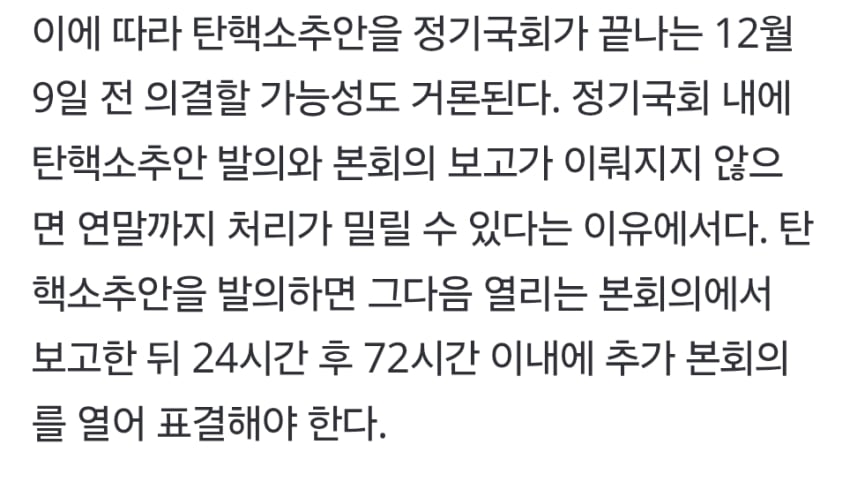 이에 따라 탄핵소추안을 정기국회가 끝나는 12월
9일 전 의결할 가능성도 거론된다. 정기국회 내에
탄핵소추안 발의와 본회의 보고가 이뤄지지 않으
면 연말까지 처리가 밀릴 수 있다는 이유에서다. 탄
핵소추안을 발의하면 그다음 열리는 본회의에서
보고한 뒤 24시간 후 72시간 이내에 추가 본회의
를 열어 표결해야 한다.